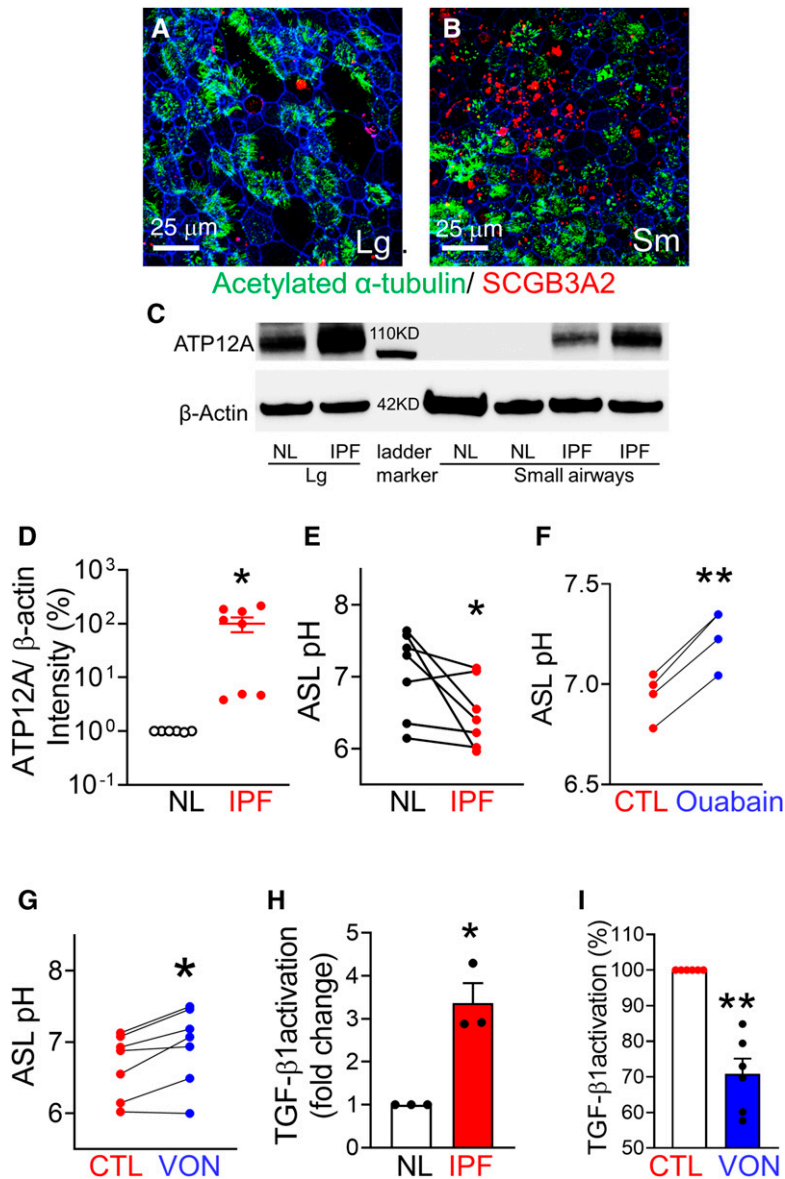 A
B
25 µm
Lg .
25 µm
Sm
Acetylated α-tubulin/ SCGB3A2
C
ATP12A
110KD
β-Actin
42KD
NL IPF ladder NL NL IPF IPF
Lg marker Small airways
D
ATP12A/ β-actin
Intensity (%)
10³
10²
10¹
10⁰
10⁻¹
*
NL IPF
E
ASL pH
8
7
6
*
NL IPF
F
ASL pH
7.5
7.0
6.5
**
CTL Ouabain
G
ASL pH
8
7
6
*
CTL VON
H
TGF-β1activation
(fold change)
5
4
3
2
1
0
*
NL IPF
I
TGF-β1activation (%)
100
90
80
70
60
50
**
CTL VON